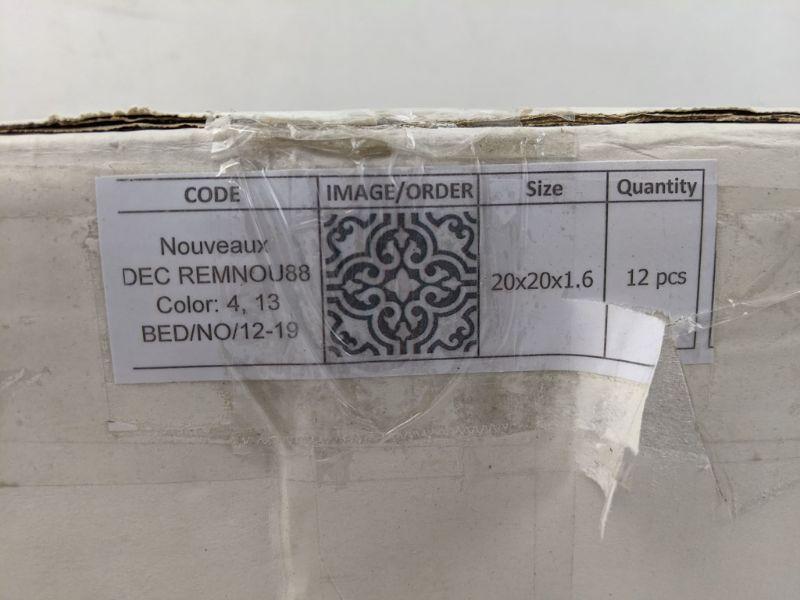 CODE IMAGE/ORDER Size Quantity
Nouveaux
DEC REMNOU88
Color: 4, 13
BED/NO/12-19
20x20x1.6
12 pcs